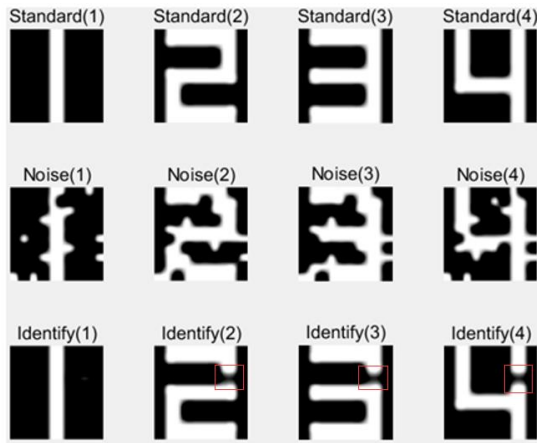 Standard(1) Standard(2) Standard(3) Standard(4)
Noise(1) Noise(2) Noise(3) Noise(4)
Identify(1) Identify(2) Identify(3) Identify(4)